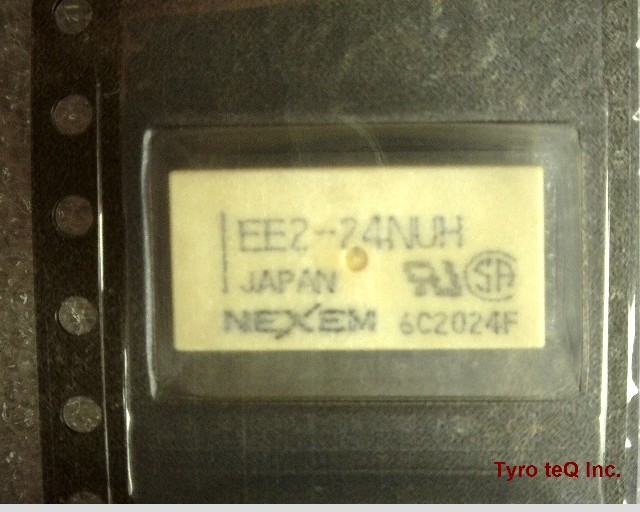 EE2-24NUH
JAPAN
NEXEM 6C2024F
Tyro teQ Inc.